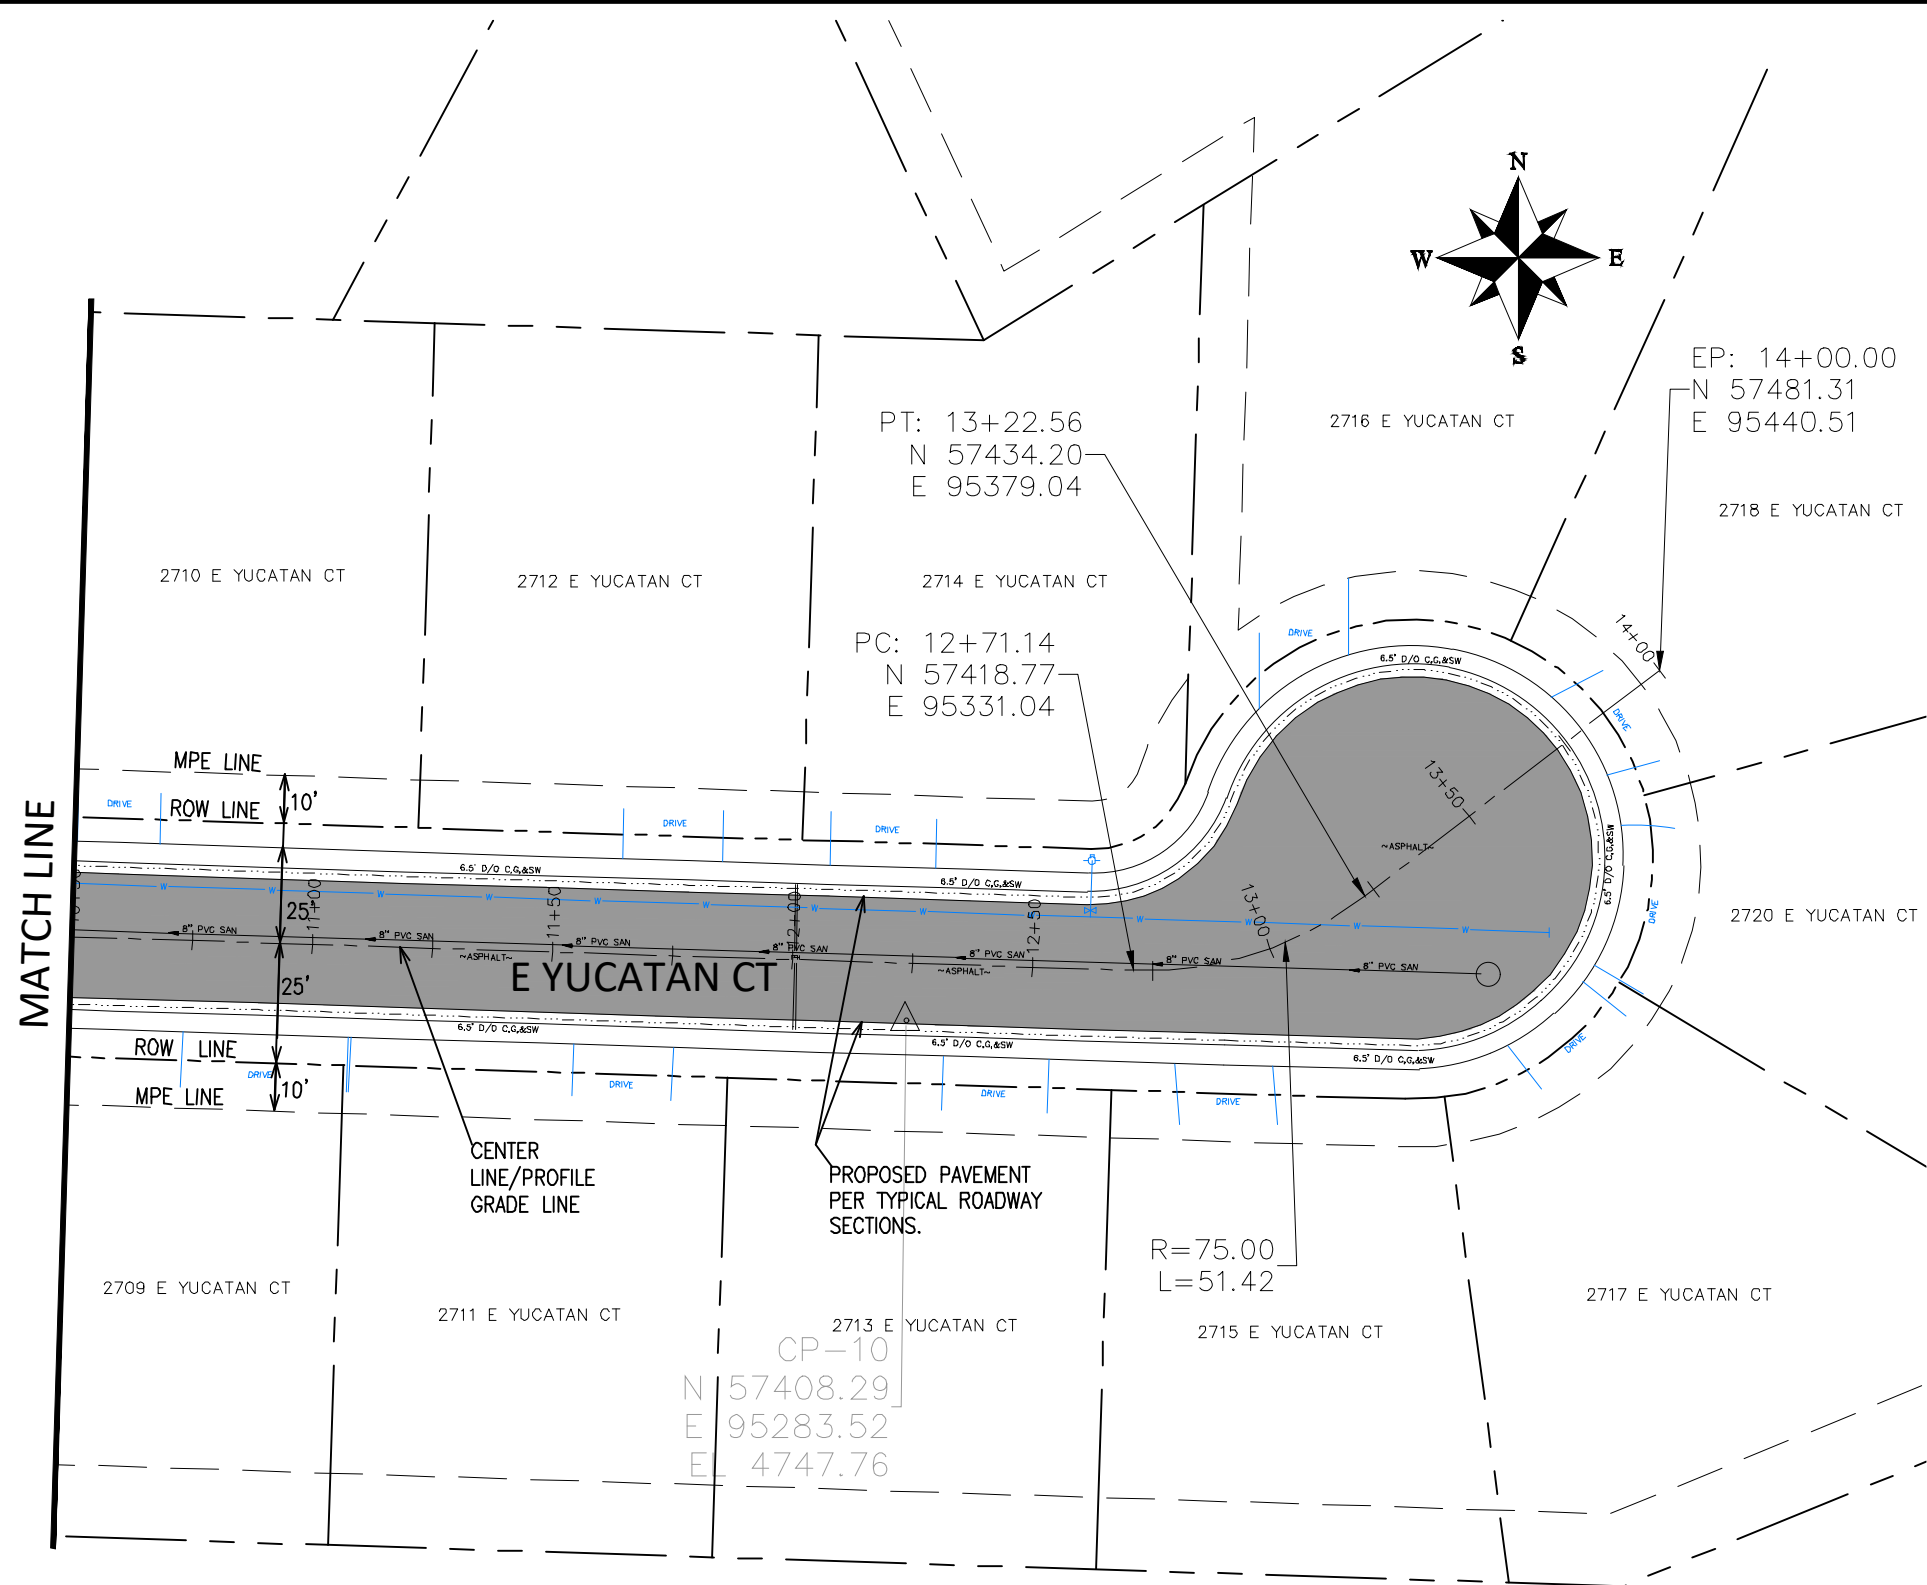 N
W
E
S
EP: 14+00.00
N 57481.31
E 95440.51
PT: 13+22.56
N 57434.20
E 95379.04
2716 E YUCATAN CT
2718 E YUCATAN CT
2710 E YUCATAN CT
2712 E YUCATAN CT
2714 E YUCATAN CT
PC: 12+71.14
N 57418.77
E 95331.04
14+00
DRIVE
6.5' D/O C,G,&SW
DRIVE
MPE LINE
10'
ROW LINE
DRIVE
DRIVE
DRIVE
13+50
~ASPHALT~
6.5' D/O C,G,&SW
6.5' D/O C,G,&SW
6.5' D/O C,G,&SW
DRIVE
2720 E YUCATAN CT
MATCH LINE
W W W W W W W W W W W W W
25'
11+00
11+50
12+00
12+50
13+00
8" PVC SAN
8" PVC SAN
8" PVC SAN
8" PVC SAN
8" PVC SAN
8" PVC SAN
8" PVC SAN
~ASPHALT~
~ASPHALT~
E YUCATAN CT
25'
6.5' D/O C,G,&SW
6.5' D/O C,G,&SW
6.5' D/O C,G,&SW
ROW LINE
DRIVE
DRIVE
DRIVE
DRIVE
DRIVE
MPE LINE
10'
CENTER
LINE/PROFILE
GRADE LINE
PROPOSED PAVEMENT
PER TYPICAL ROADWAY
SECTIONS.
R=75.00
L=51.42
2709 E YUCATAN CT
2711 E YUCATAN CT
2713 E YUCATAN CT
2715 E YUCATAN CT
2717 E YUCATAN CT
CP-10
N 57408.29
E 95283.52
EL 4747.76